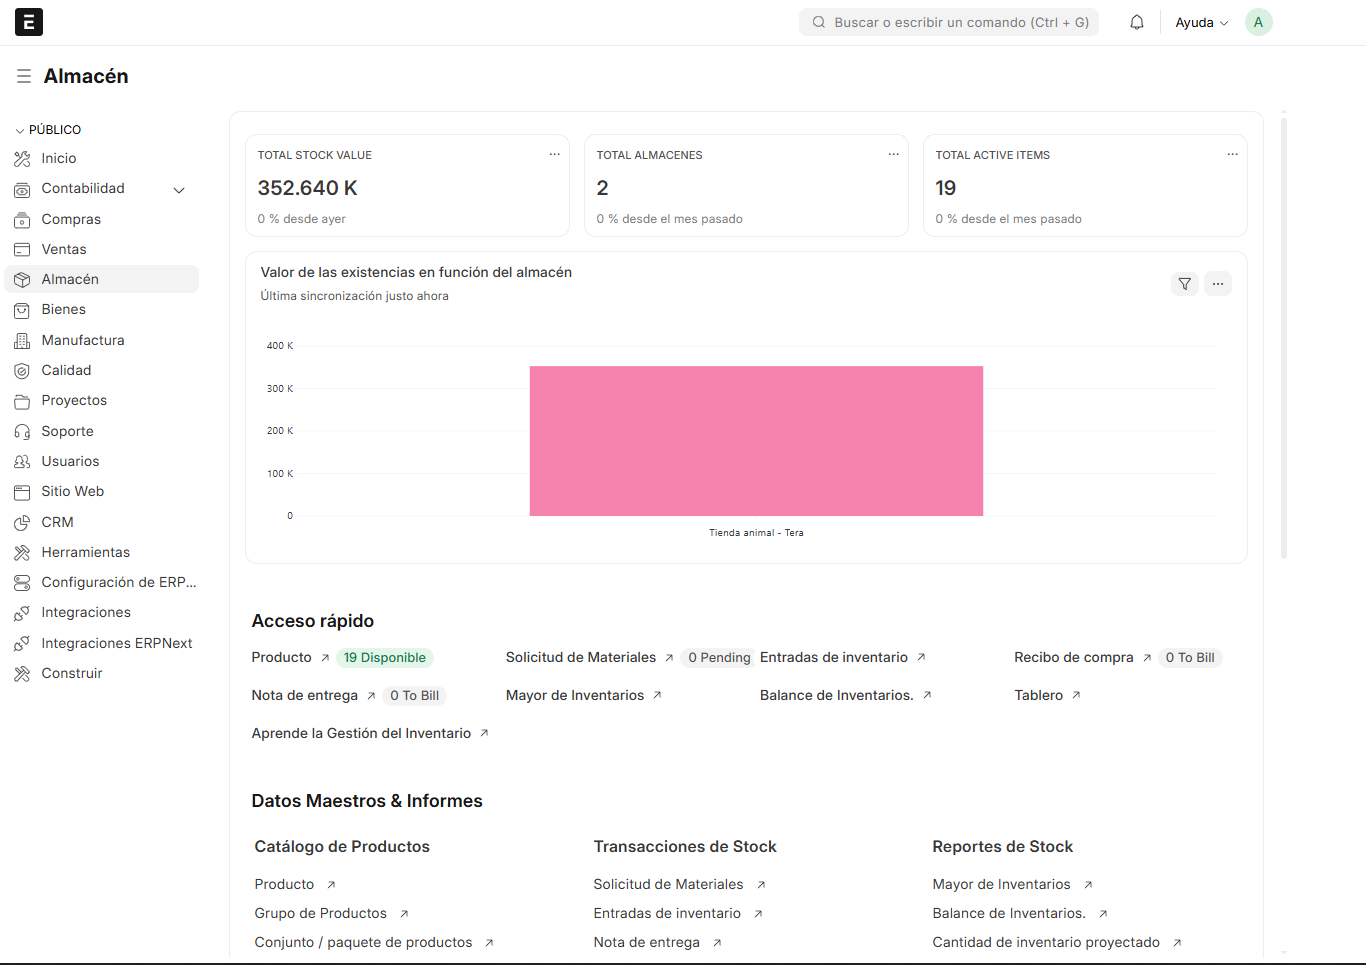 E
Buscar o escribir un comando (Ctrl + G)
Ayuda
A
Almacén
PÚBLICO
Inicio
Contabilidad
Compras
Ventas
Almacén
Bienes
Manufactura
Calidad
Proyectos
Soporte
Usuarios
Sitio Web
CRM
Herramientas
Configuración de ERP...
Integraciones
Integraciones ERPNext
Construir
TOTAL STOCK VALUE
352.640 K
0 % desde ayer
TOTAL ALMACENES
2
0 % desde el mes pasado
TOTAL ACTIVE ITEMS
19
0 % desde el mes pasado
Valor de las existencias en función del almacén
Última sincronización justo ahora
400 K
300 K
200 K
100 K
0
Tienda animal - Tera
Acceso rápido
Producto 19 Disponible
Solicitud de Materiales 0 Pending
Entradas de inventario
Recibo de compra 0 To Bill
Nota de entrega 0 To Bill
Mayor de Inventarios
Balance de Inventarios.
Tablero
Aprende la Gestión del Inventario
Datos Maestros & Informes
Catálogo de Productos
Producto
Grupo de Productos
Conjunto / paquete de productos
Transacciones de Stock
Solicitud de Materiales
Entradas de inventario
Nota de entrega
Reportes de Stock
Mayor de Inventarios
Balance de Inventarios.
Cantidad de inventario proyectado